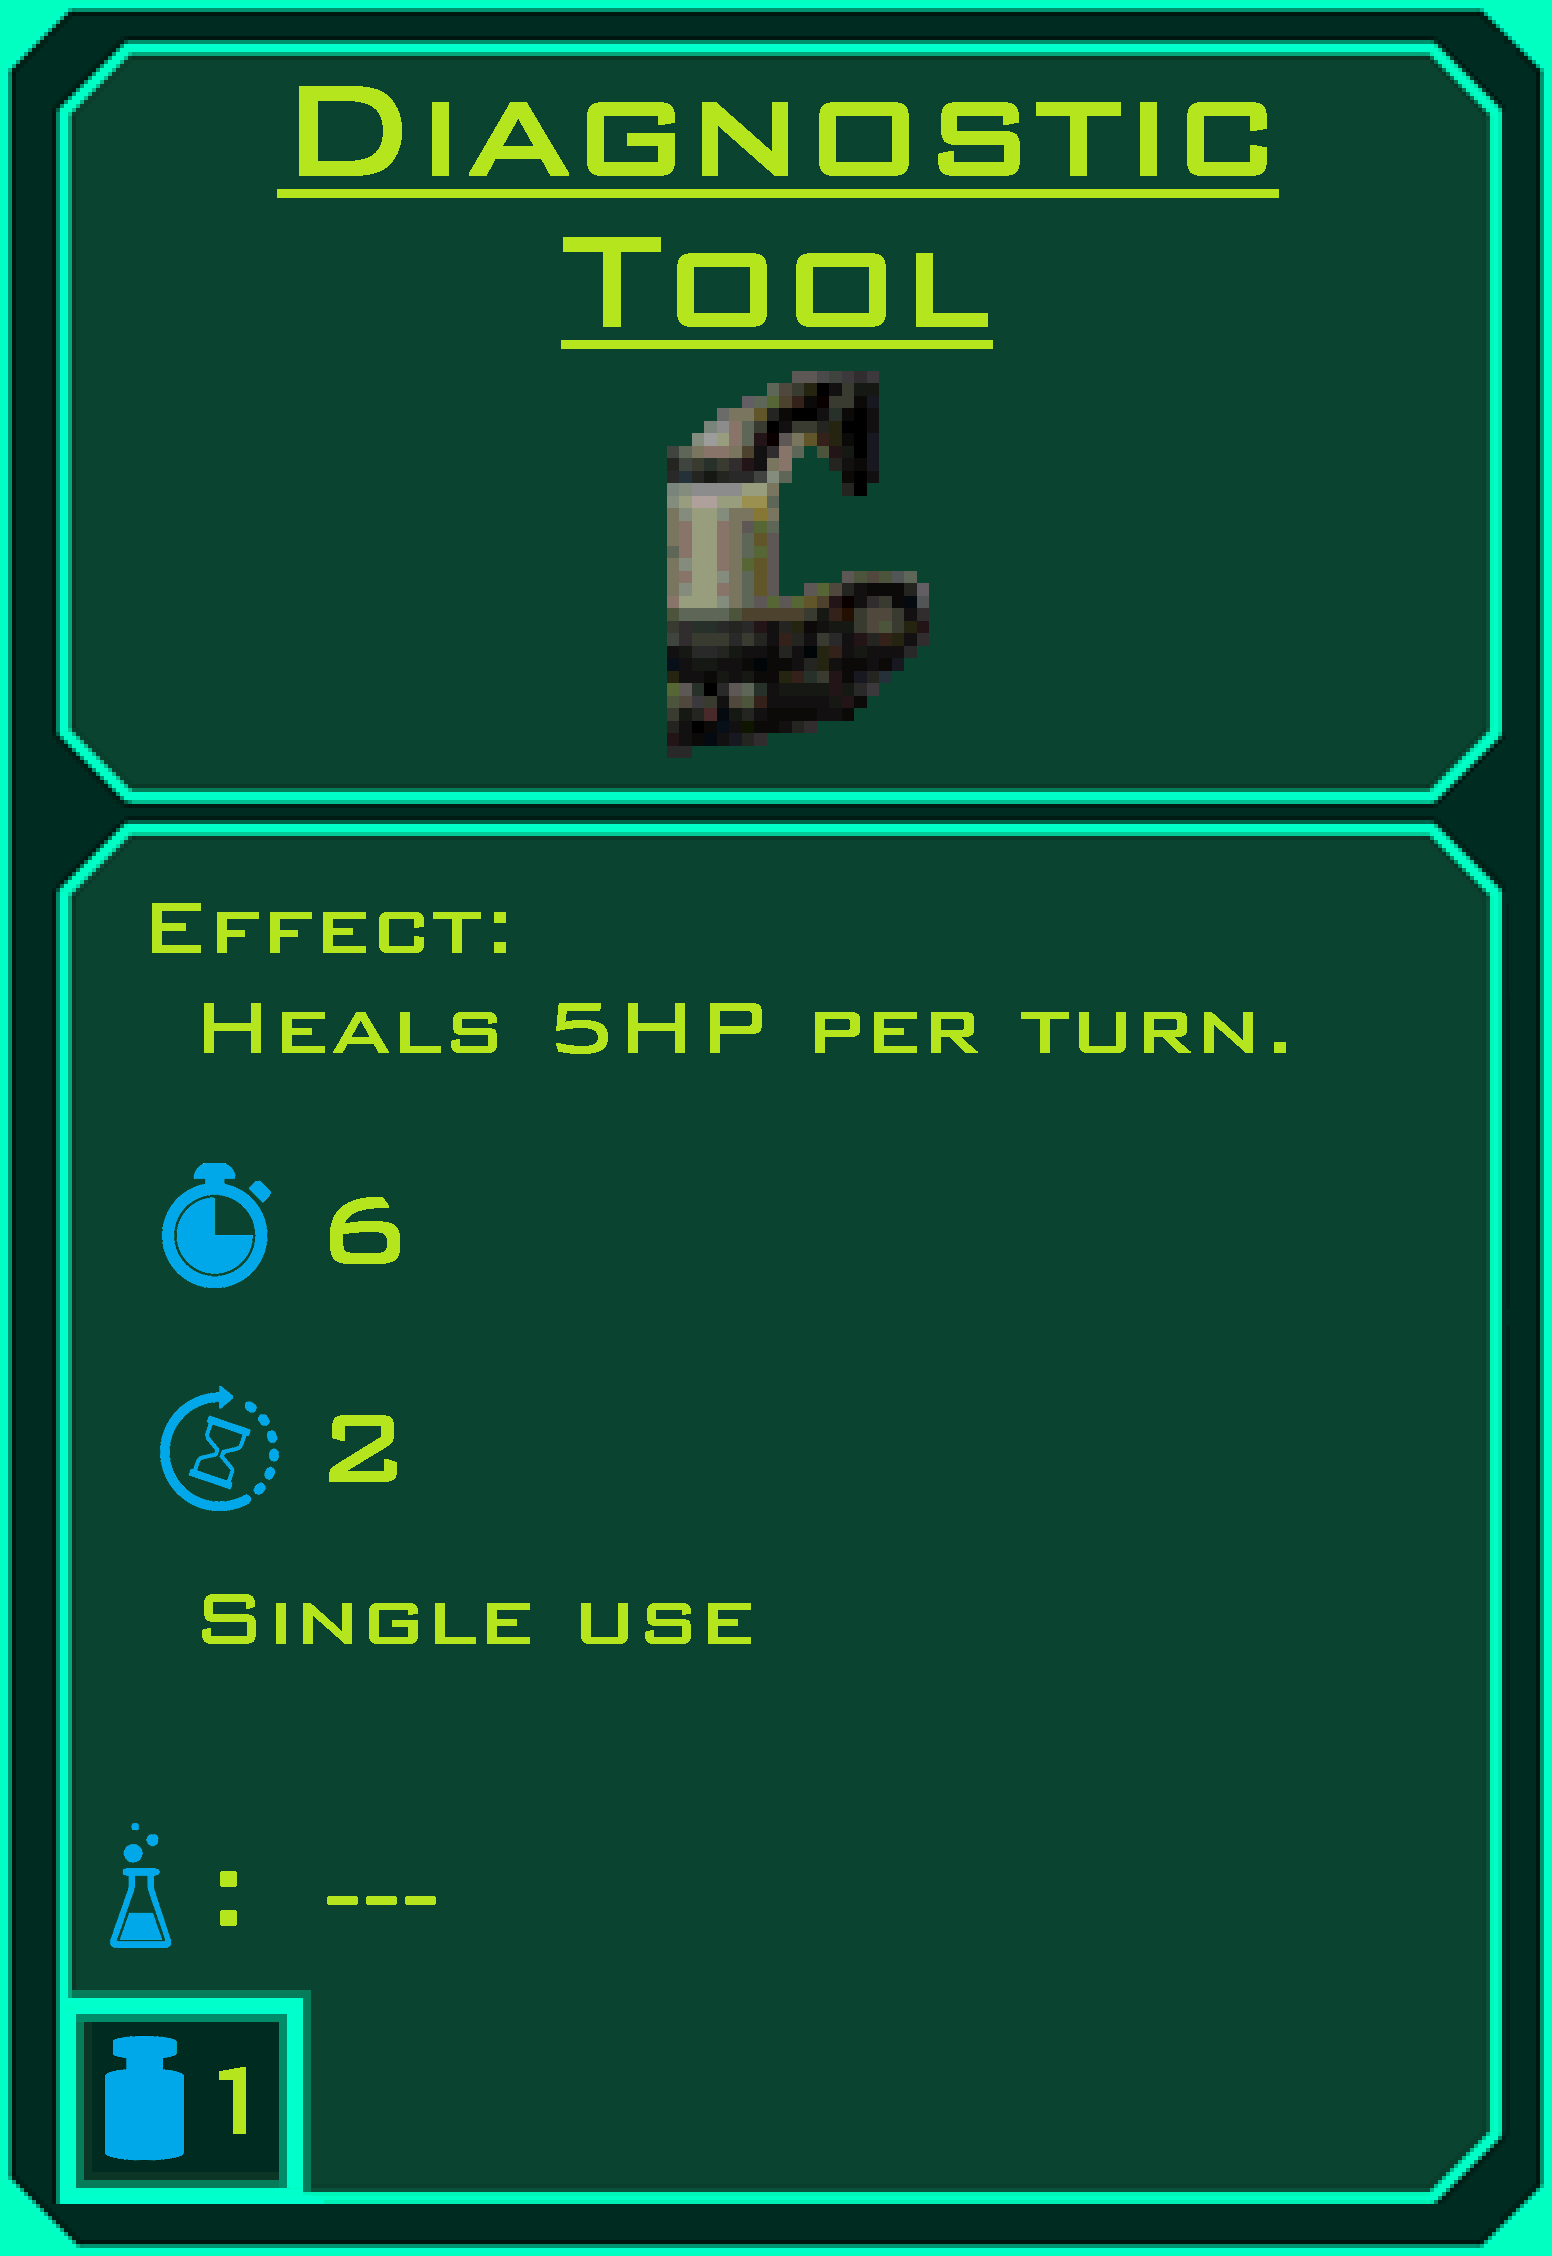 DIAGNOSTIC
TOOL
EFFECT:
HEALS 5HP PER TURN.
6
2
SINGLE USE
: ---
1